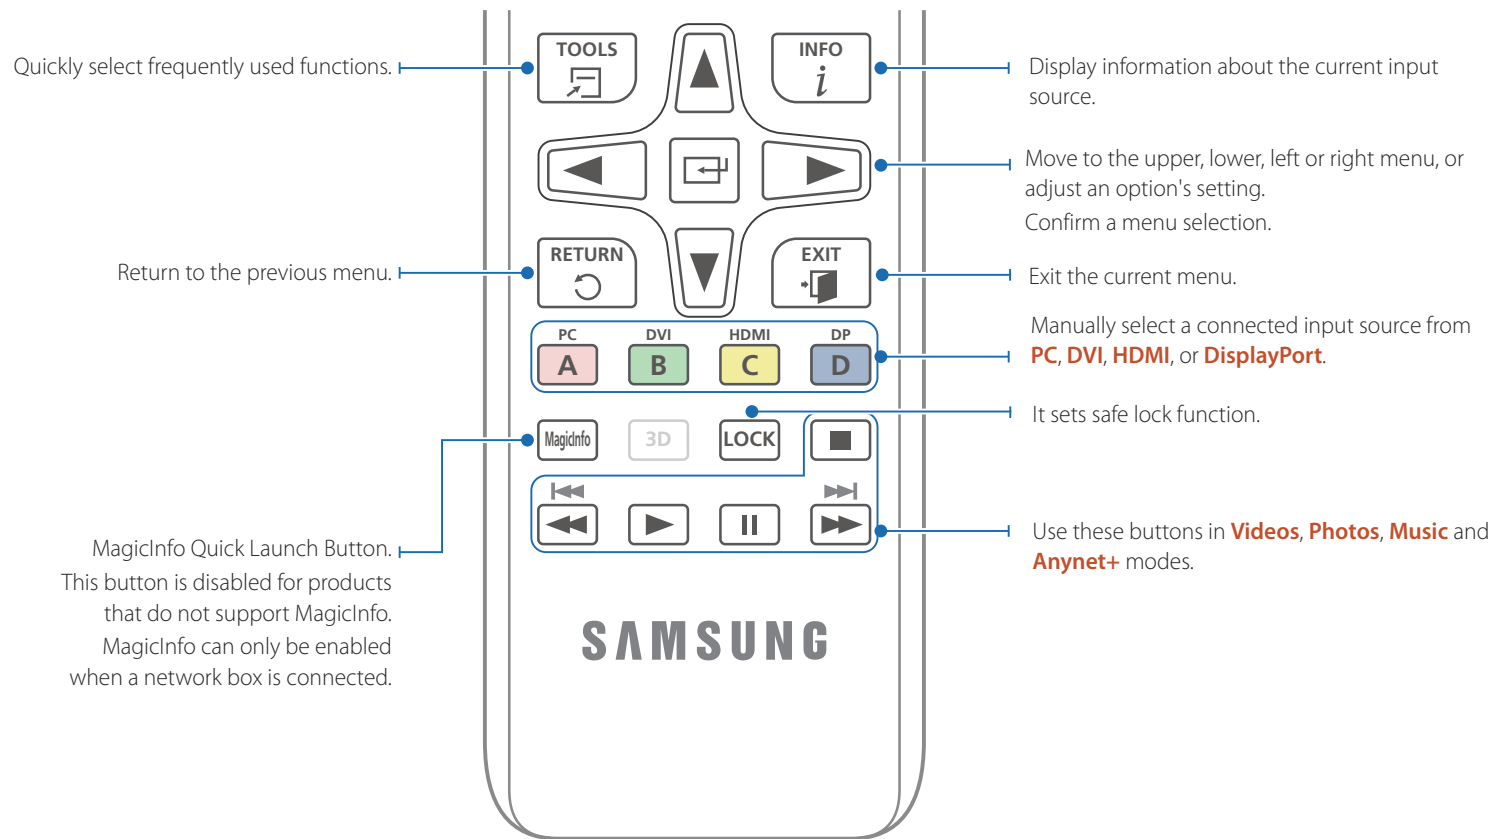 TOOLS
INFO
i
Quickly select frequently used functions.
Display information about the current input
source.
Move to the upper, lower, left or right menu, or
adjust an option's setting.
Confirm a menu selection.
RETURN
EXIT
Return to the previous menu.
Exit the current menu.
PC DVI HDMI DP
A B C D
Manually select a connected input source from
PC, DVI, HDMI, or DisplayPort.
MagicInfo 3D LOCK
It sets safe lock function.
Use these buttons in Videos, Photos, Music and
Anynet+ modes.
MagicInfo Quick Launch Button.
This button is disabled for products
that do not support MagicInfo.
MagicInfo can only be enabled
when a network box is connected.
SAMSUNG